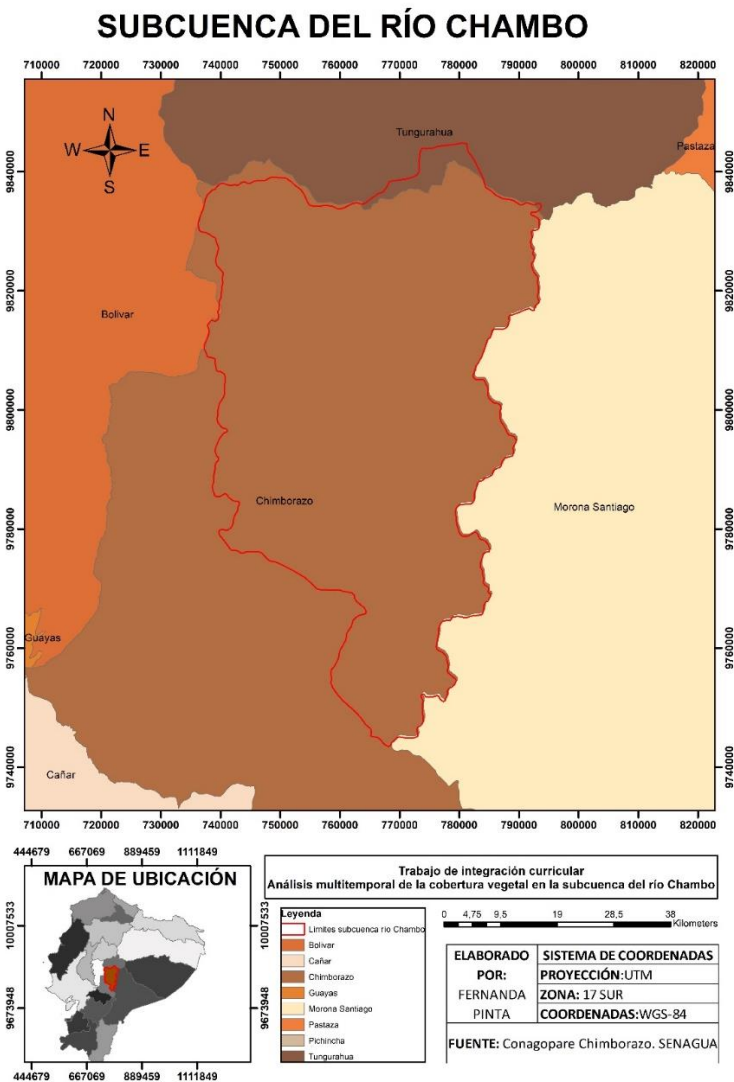 SUBCUENCA DEL RÍO CHAMBO
710000 720000 730000 740000 750000 760000 770000 780000 790000 800000 810000 820000
N
W E
S
Tungurahua
Pastaza
Bolivar
Chimborazo
Morona Santiago
Guayas
Cañar
9840000 9840000
9820000 9820000
9800000 9800000
9780000 9780000
9760000 9760000
9740000 9740000
710000 720000 730000 740000 750000 760000 770000 780000 790000 800000 810000 820000
444679 667069 889459 1111849
MAPA DE UBICACIÓN
10007533 10007533
9673948 9673948
444679 667069 889459 1111849
Trabajo de integración curricular
Análisis multitemporal de la cobertura vegetal en la subcuenca del río Chambo
Leyenda
Limites subcuenca rio Chambo
Bolivar
Cañar
Chimborazo
Guayas
Morona Santiago
Pastaza
Pichincha
Tungurahua
0 4,75 9,5 19 28,5 38
Kilometers
ELABORADO
POR:
FERNANDA
PINTA
SISTEMA DE COORDENADAS
PROYECCIÓN:UTM
ZONA: 17 SUR
COORDENADAS:WGS-84
FUENTE: Conagopare Chimborazo. SENAGUA